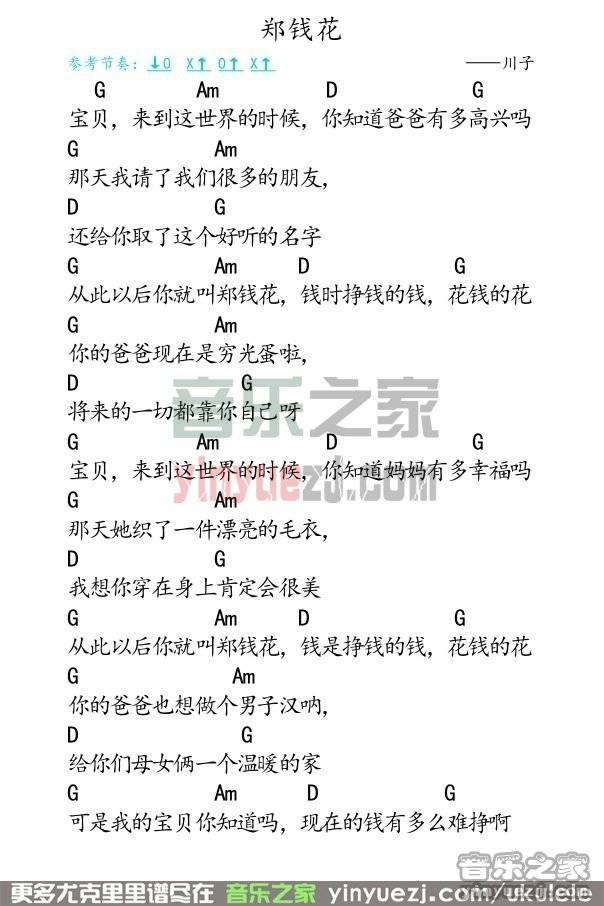 郑钱花
参考节奏：↓O X↑ O↑ X↑ ——川子
G Am D G
宝贝，来到这世界的时候，你知道爸爸有多高兴吗
G Am
那天我请了我们很多的朋友，
D G
还给你取了这个好听的名字
G Am D G
从此以后你就叫郑钱花，钱时挣钱的钱，花钱的花
G Am
你的爸爸现在是穷光蛋啦，
D G
将来的一切都靠你自己呀
音乐之家
G Am D G
宝贝，来到这世界的时候，你知道妈妈有多幸福吗
yinyuezj.com
G Am
那天她织了一件漂亮的毛衣，
D G
我想你穿在身上肯定会很美
G Am D G
从此以后你就叫郑钱花，钱是挣钱的钱，花钱的花
G Am
你的爸爸也想做个男子汉呐，
D G
给你们母女俩一个温暖的家
G Am D G
可是我的宝贝你知道吗，现在的钱有多么难挣啊
音乐之家
更多尤克里里谱尽在 音乐之家 yinyuezj.com/ukulele